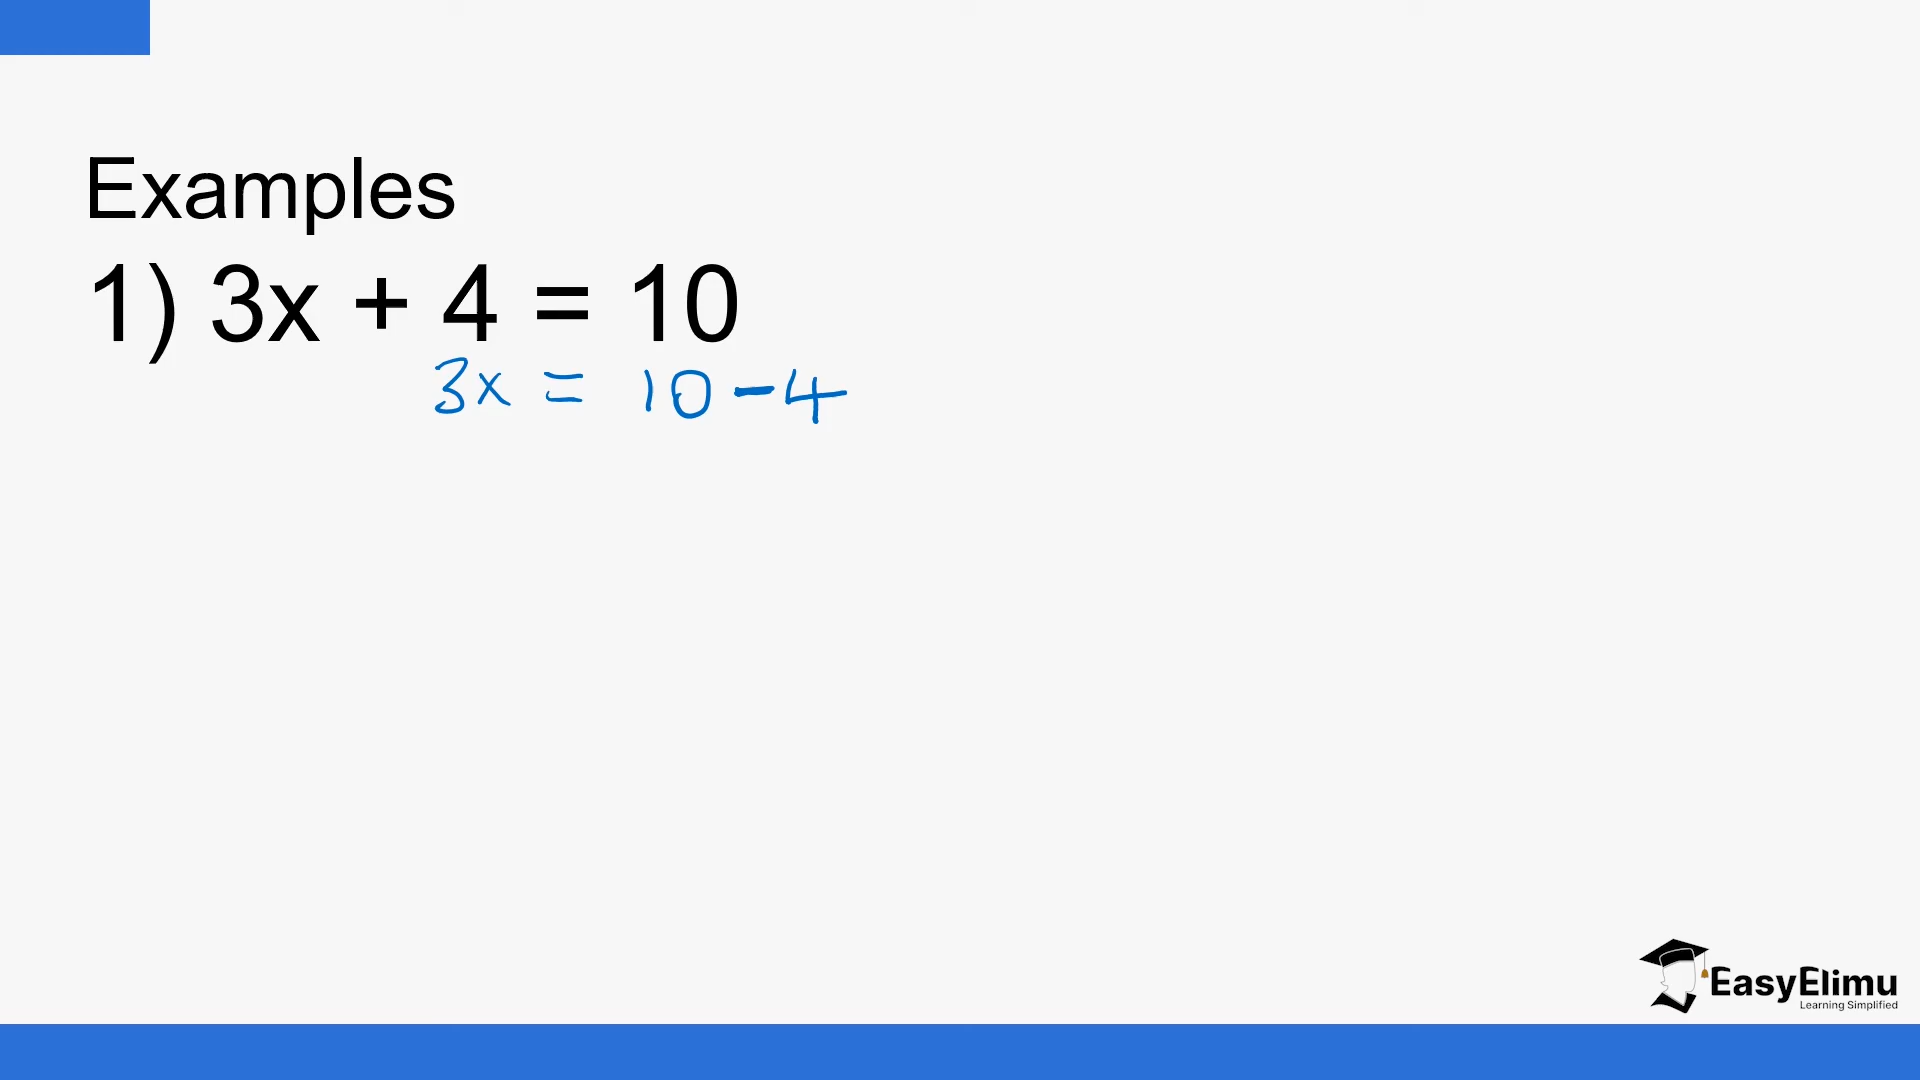 Examples
1) 3x + 4 = 10
3x = 10 - 4
EasyElimu
Learning Simplified